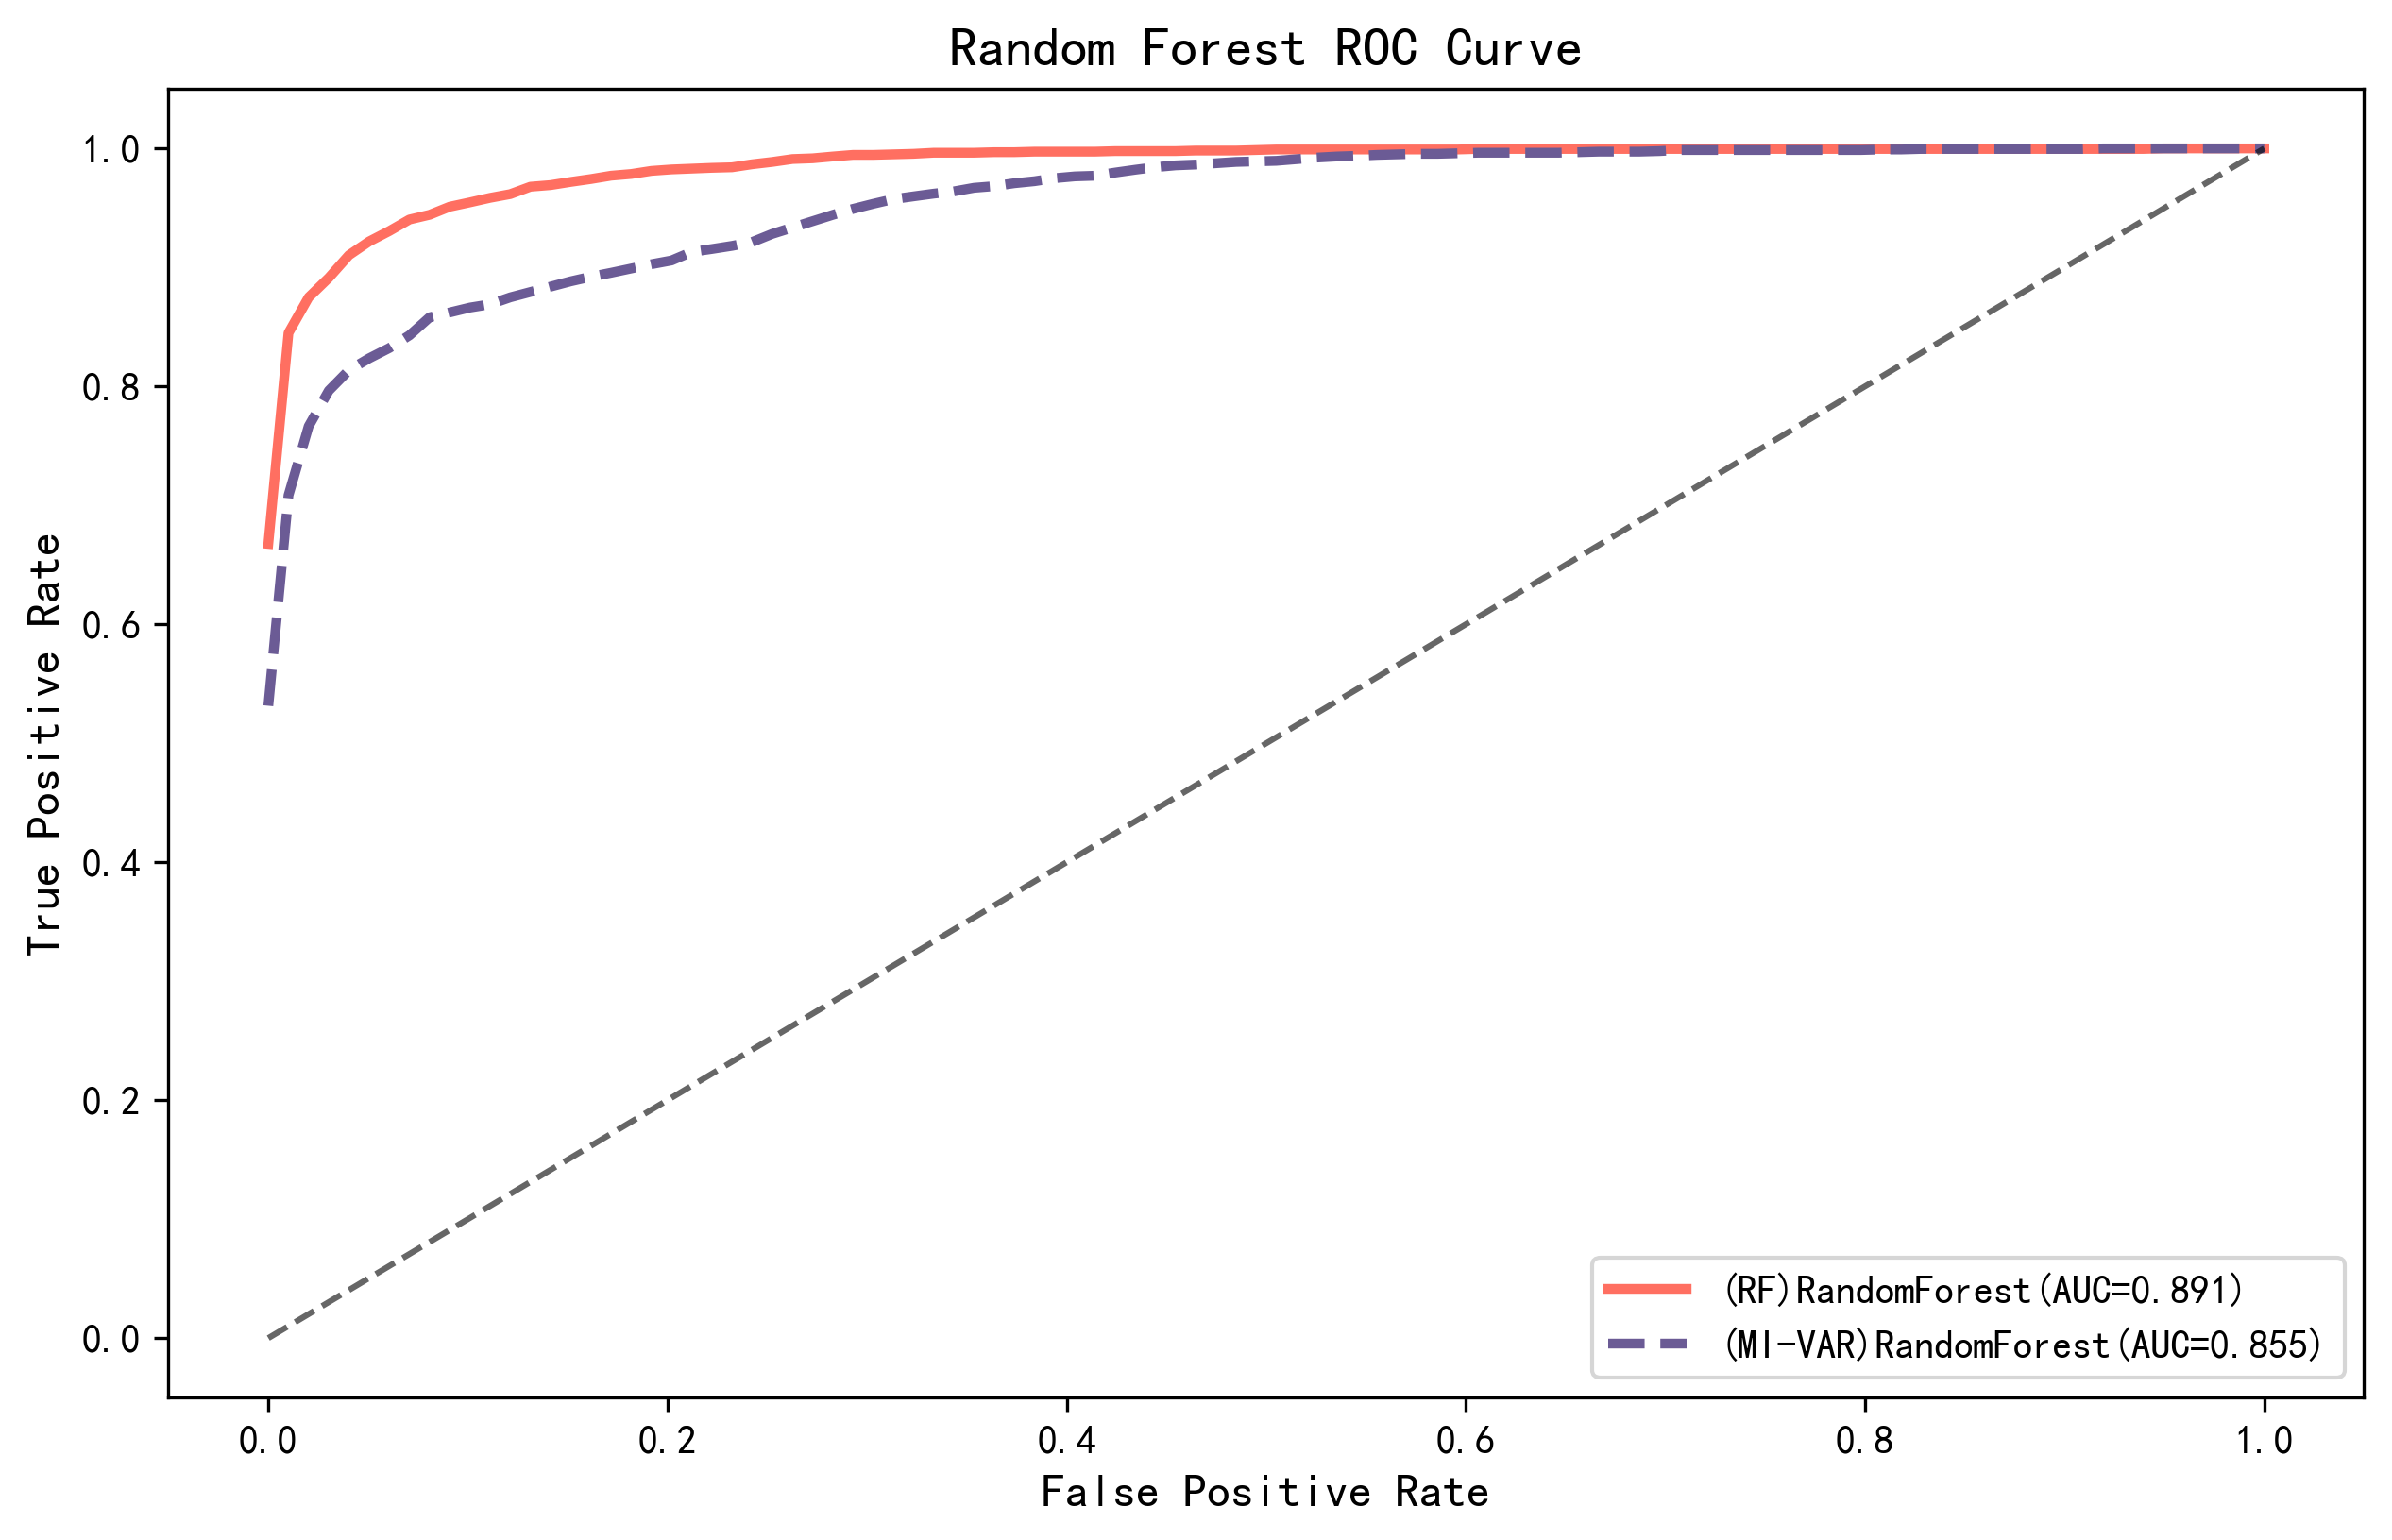 Random Forest ROC Curve
True Positive Rate
1.0
0.8
0.6
0.4
0.2
0.0
(RF)RandomForest(AUC=0.891)
(MI-VAR)RandomForest(AUC=0.855)
0.0 0.2 0.4 0.6 0.8 1.0
False Positive Rate